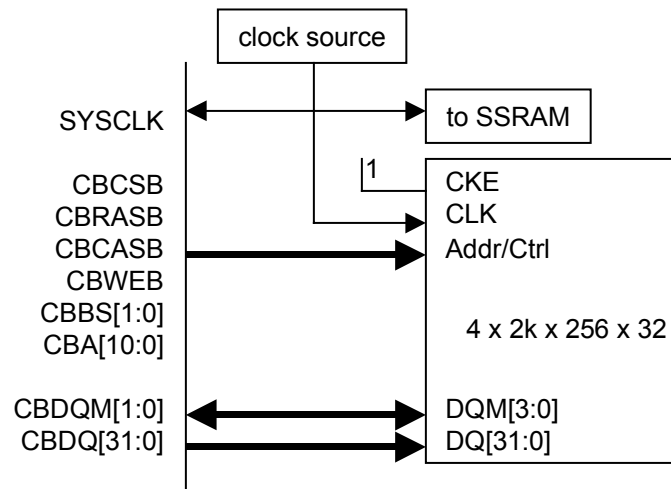 clock source
SYSCLK
to SSRAM
1
CBCSB
CKE
CBRASB
CLK
CBCASB
Addr/Ctrl
CBWEB
CBBS[1:0]
4 x 2k x 256 x 32
CBA[10:0]
CBDQM[1:0]
DQM[3:0]
CBDQ[31:0]
DQ[31:0]